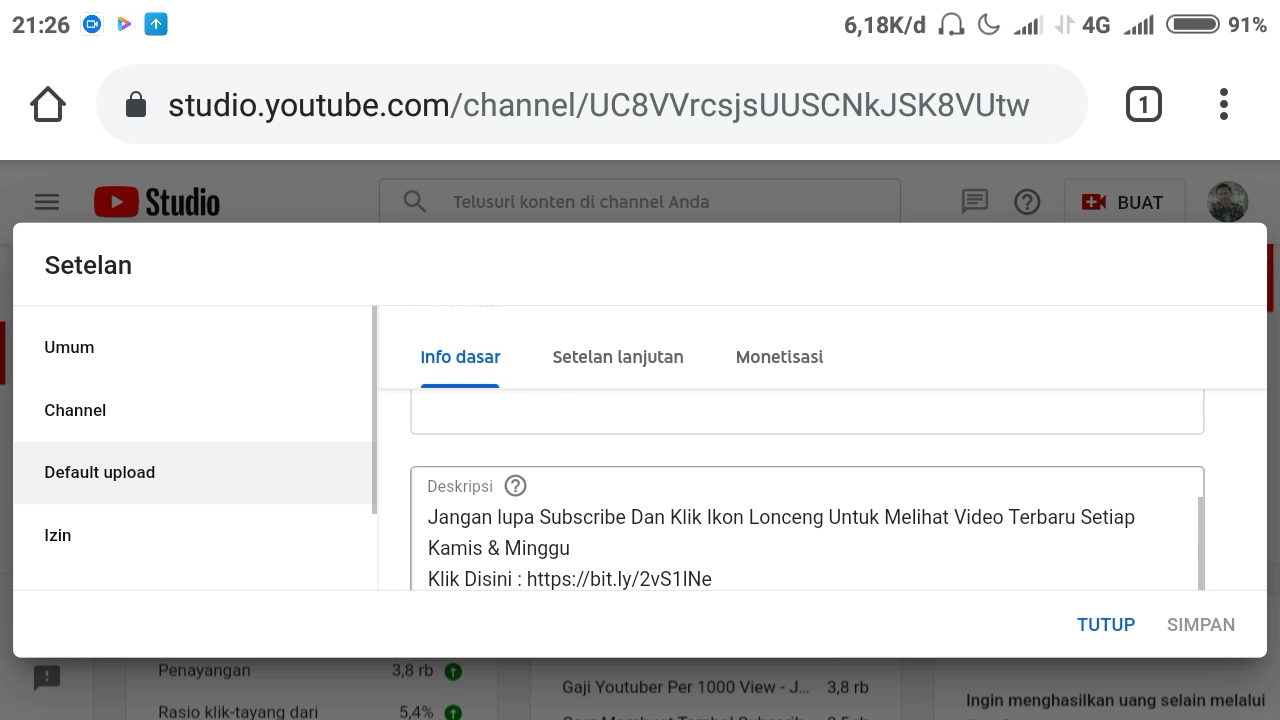 21:26
6,18K/d
4G
91%
studio.youtube.com/channel/UC8VVrcsjsUUSCNkJSK8VUtw
1
Studio
Telusuri konten di channel Anda
BUAT
Setelan
Umum
Channel
Default upload
Izin
Info dasar
Setelan lanjutan
Monetisasi
Deskripsi
Jangan lupa Subscribe Dan Klik Ikon Lonceng Untuk Melihat Video Terbaru Setiap
Kamis & Minggu
Klik Disini : https://bit.ly/2vS1lNe
TUTUP
SIMPAN
Penayangan
3,8 rb
Rasio klik-tayang dari
5,4%
Gaji Youtuber Per 1000 View - J...
3,8 rb
Ingin menghasilkan uang selain melalui